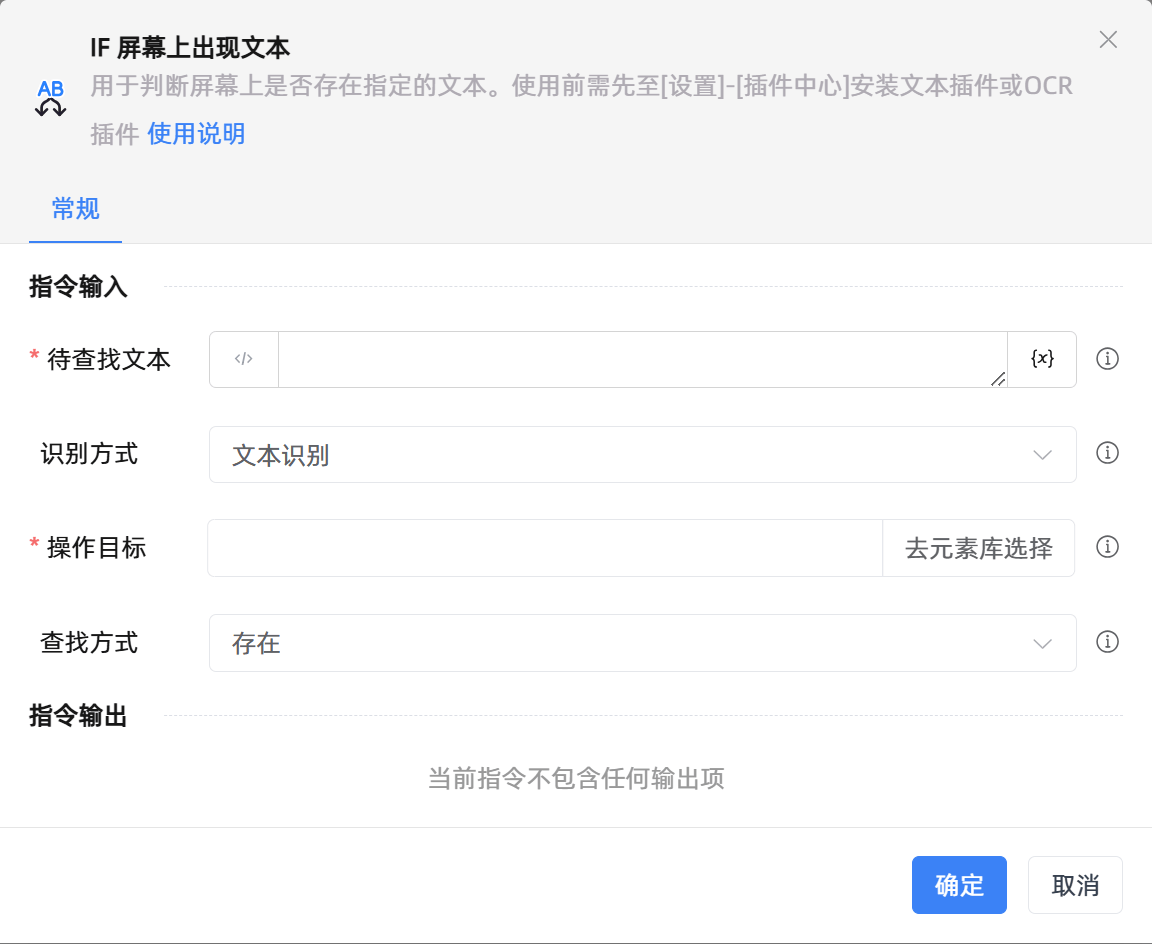 IF 屏幕上出现文本
AB
用于判断屏幕上是否存在指定的文本。使用前需先至[设置]-[插件中心]安装文本插件或OCR
插件 使用说明
常规
指令输入
* 待查找文本 </> {x}
识别方式 文本识别
* 操作目标 去元素库选择
查找方式 存在
指令输出
当前指令不包含任何输出项
确定 取消